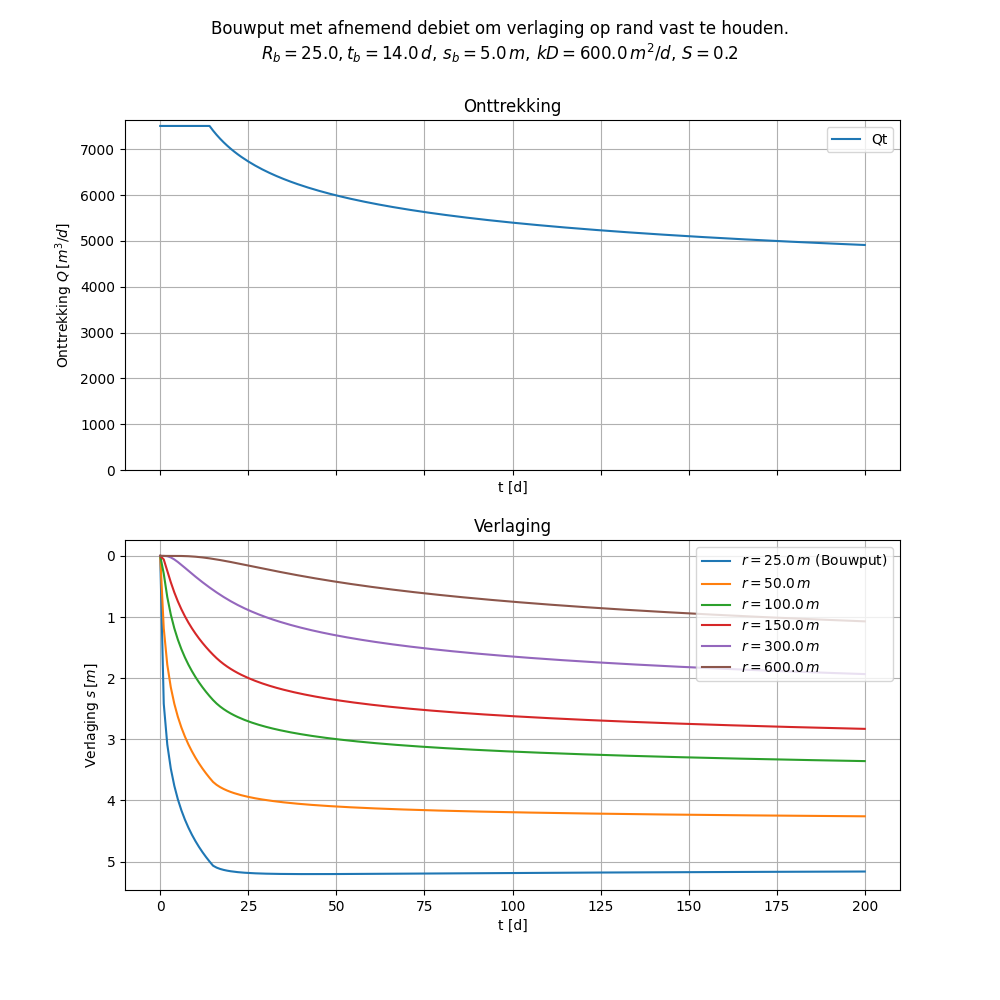 Bouwput met afnemend debiet om verlaging op rand vast te houden.
R_b = 25.0, t_b = 14.0 d, s_b = 5.0 m, kD = 600.0 m²/d, S = 0.2
Onttrekking
Onttrekking Q [m³/d]
7000
6000
5000
4000
3000
2000
1000
0
Qt
t [d]
Verlaging
Verlaging s [m]
0
1
2
3
4
5
r = 25.0 m (Bouwput)
r = 50.0 m
r = 100.0 m
r = 150.0 m
r = 300.0 m
r = 600.0 m
0 25 50 75 100 125 150 175 200
t [d]